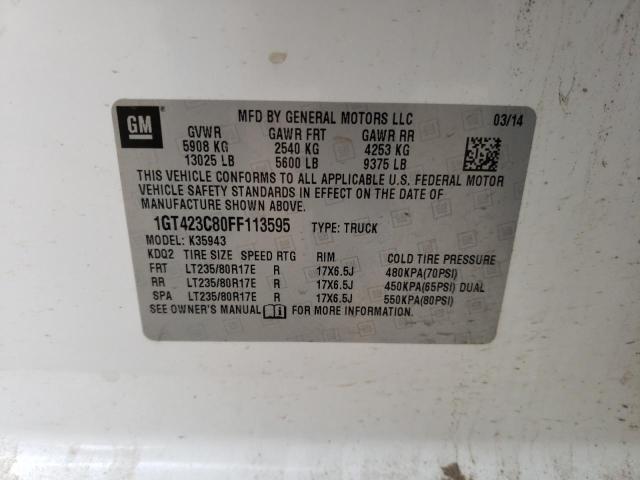 GM
MFD BY GENERAL MOTORS LLC 03/14
GVWR GAWR FRT GAWR RR
5908 KG 2540 KG 4253 KG
13025 LB 5600 LB 9375 LB
THIS VEHICLE CONFORMS TO ALL APPLICABLE U.S. FEDERAL MOTOR
VEHICLE SAFETY STANDARDS IN EFFECT ON THE DATE OF
MANUFACTURE SHOWN ABOVE.
1GT423C80FF113595 TYPE: TRUCK
MODEL: K35943
KDQ2 TIRE SIZE SPEED RTG RIM COLD TIRE PRESSURE
FRT LT235/80R17E R 17X6.5J 480KPA(70PSI)
RR LT235/80R17E R 17X6.5J 450KPA(65PSI) DUAL
SPA LT235/80R17E R 17X6.5J 550KPA(80PSI)
SEE OWNER'S MANUAL FOR MORE INFORMATION.